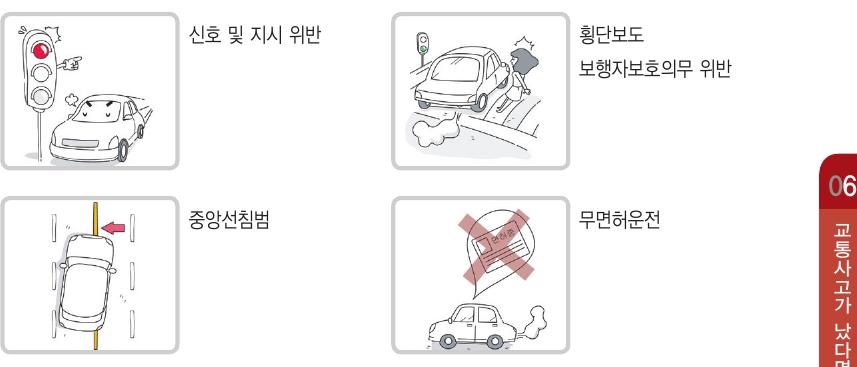 신호 및 지시 위반
횡단보도
보행자보호의무 위반
중앙선침범
면허증
무면허운전
06
교통사고가 났다면